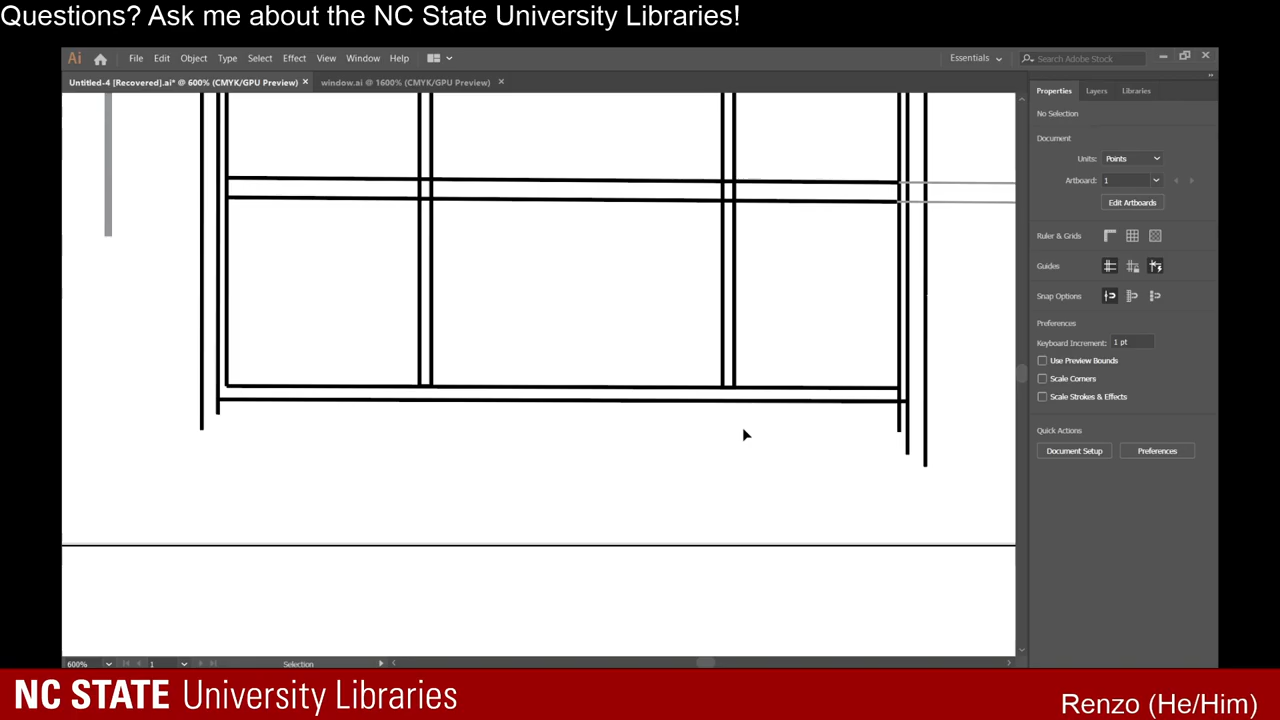 Questions? Ask me about the NC State University Libraries!
Ai File Edit Object Type Select Effect View Window Help Essentials Search Adobe Stock
Untitled-4 [Recovered].ai* @ 600% (CMYK/GPU Preview) × window.ai @ 1600% (CMYK/GPU Preview) ×
Properties Layers Libraries
No Selection
Document
Units: Points
Artboard: 1
Edit Artboards
Ruler & Grids
Guides
Snap Options
Preferences
Keyboard Increment: 1 pt
Use Preview Bounds
Scale Corners
Scale Strokes & Effects
Quick Actions
Document Setup Preferences
600% 1 Selection
NC STATE University Libraries
Renzo (He/Him)